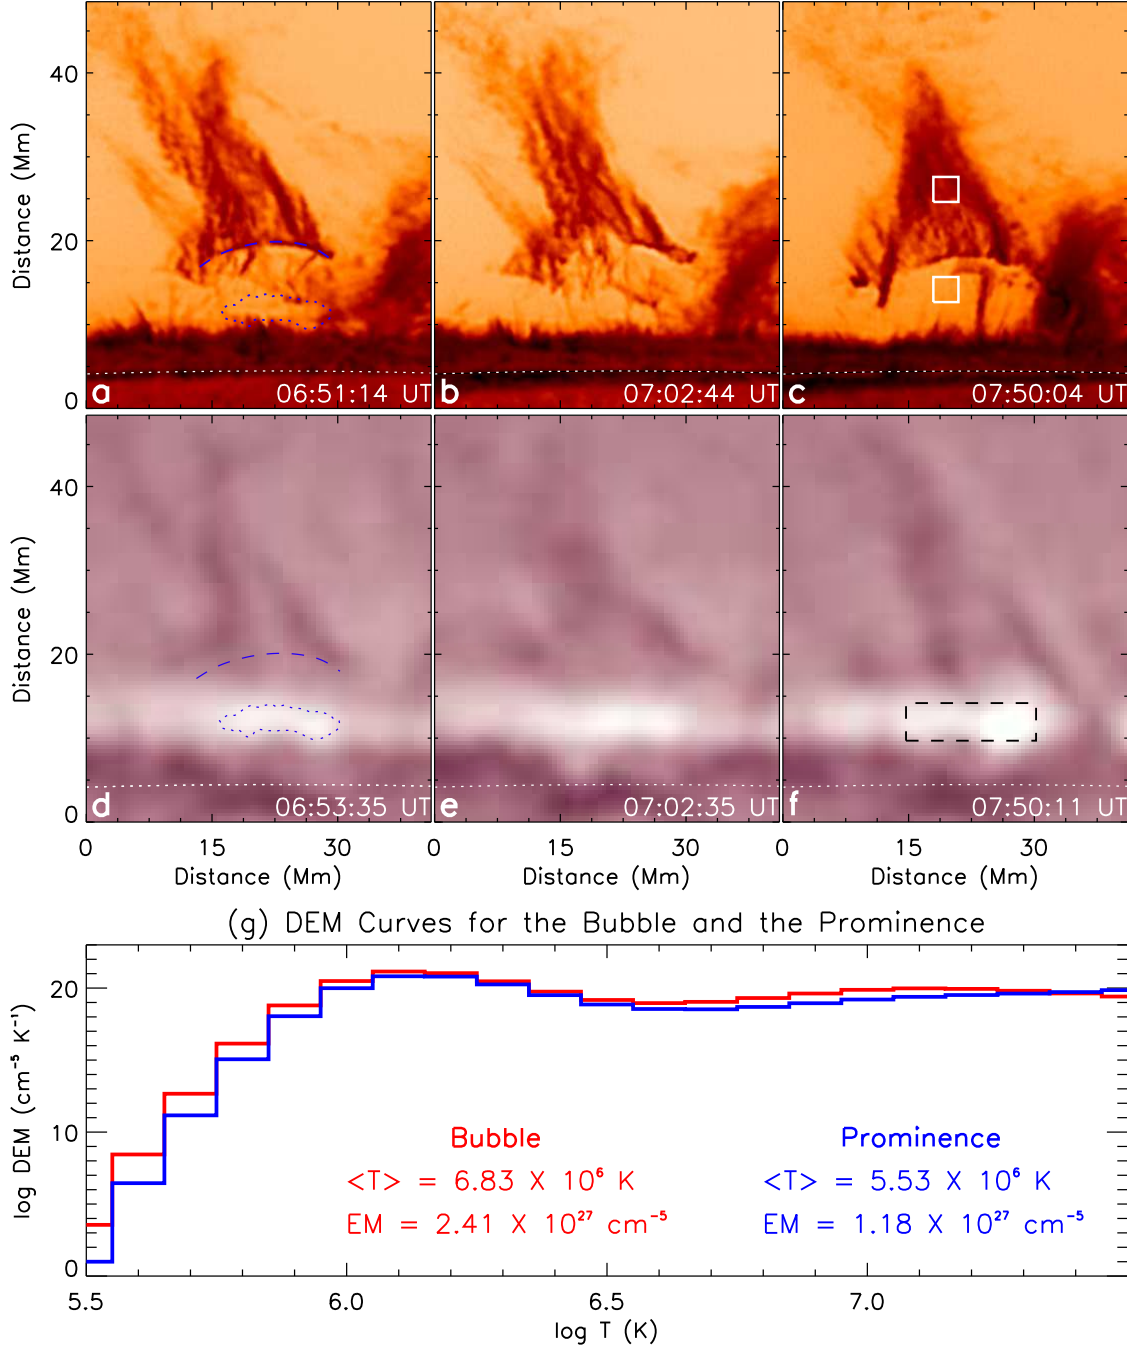 Distance (Mm)
40
20
0
a 06:51:14 UT
b 07:02:44 UT
c 07:50:04 UT
Distance (Mm)
40
20
0
d 06:53:35 UT
e 07:02:35 UT
f 07:50:11 UT
0 15 30 0 15 30 0 15 30
Distance (Mm) Distance (Mm) Distance (Mm)
(g) DEM Curves for the Bubble and the Prominence
log DEM (cm⁻⁵ K⁻¹)
20
10
0
Bubble
<T> = 6.83 X 10⁶ K
EM = 2.41 X 10²⁷ cm⁻⁵
Prominence
<T> = 5.53 X 10⁶ K
EM = 1.18 X 10²⁷ cm⁻⁵
5.5 6.0 6.5 7.0
log T (K)